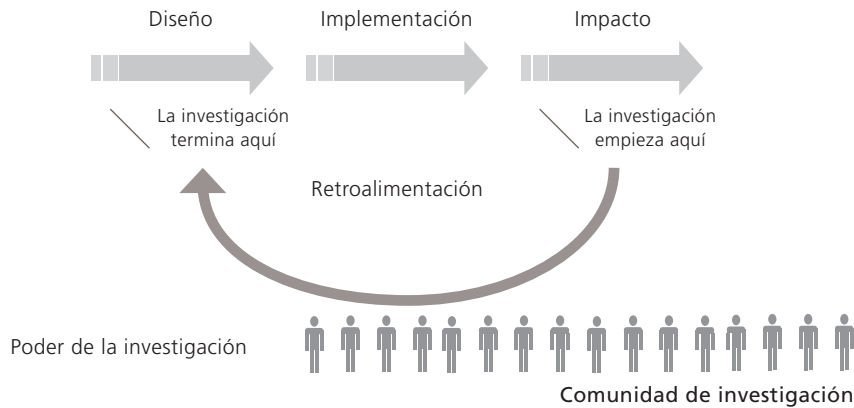 Diseño
Implementación
Impacto
La investigación
termina aquí
La investigación
empieza aquí
Retroalimentación
Poder de la investigación
Comunidad de investigación